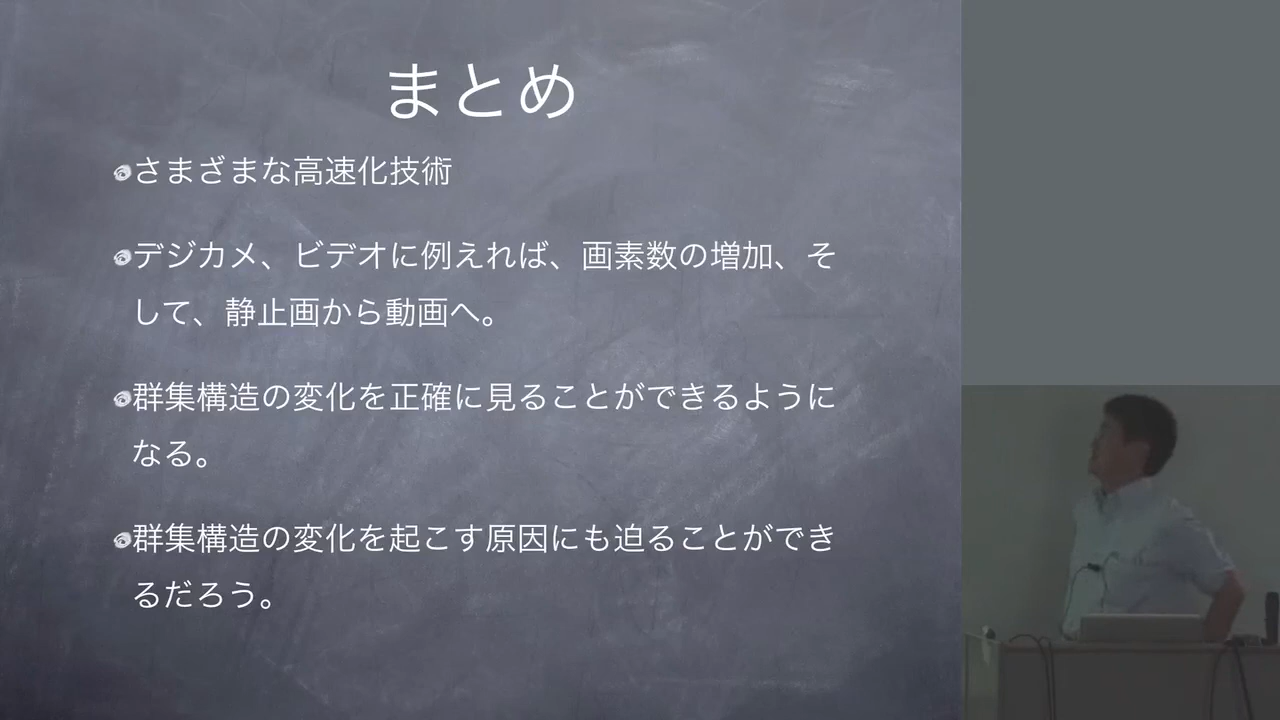 まとめ
さまざまな高速化技術
デジカメ、ビデオに例えれば、画素数の増加、そ
して、静止画から動画へ。
群集構造の変化を正確に見ることができるように
なる。
群集構造の変化を起こす原因にも迫ることができ
るだろう。